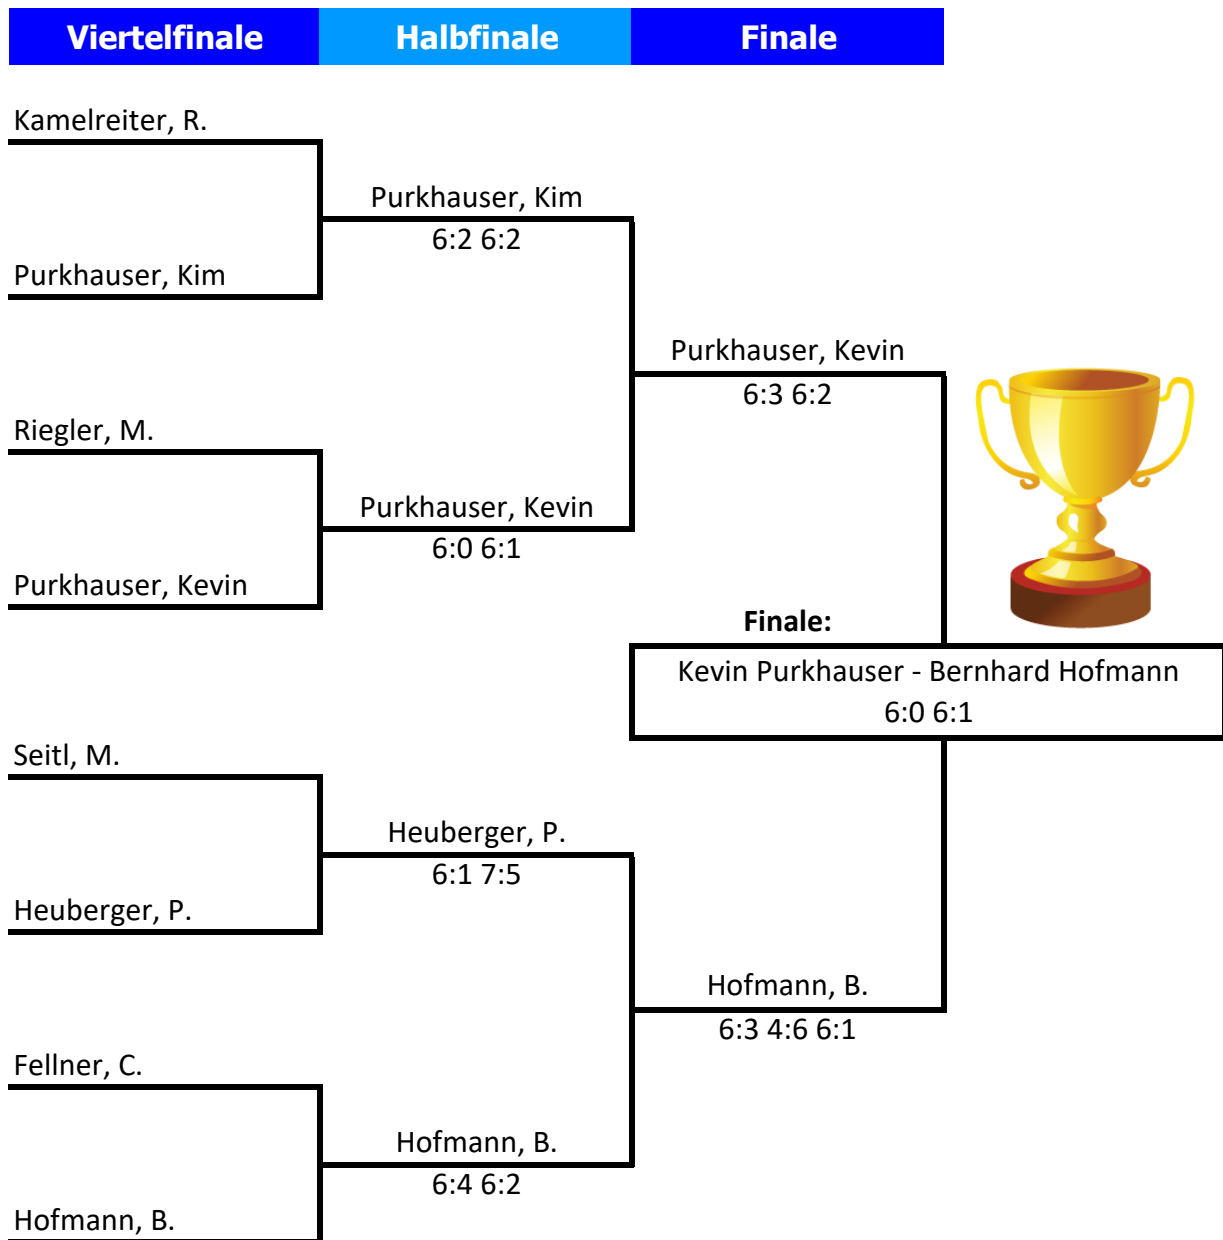 Viertelfinale Halbfinale Finale
Kamelreiter, R.
Purkhauser, Kim
6:2 6:2
Purkhauser, Kim
Purkhauser, Kevin
6:3 6:2
Riegler, M.
Purkhauser, Kevin
6:0 6:1
Purkhauser, Kevin
Finale:
Kevin Purkhauser - Bernhard Hofmann
6:0 6:1
Seitl, M.
Heuberger, P.
6:1 7:5
Heuberger, P.
Hofmann, B.
6:3 4:6 6:1
Fellner, C.
Hofmann, B.
6:4 6:2
Hofmann, B.